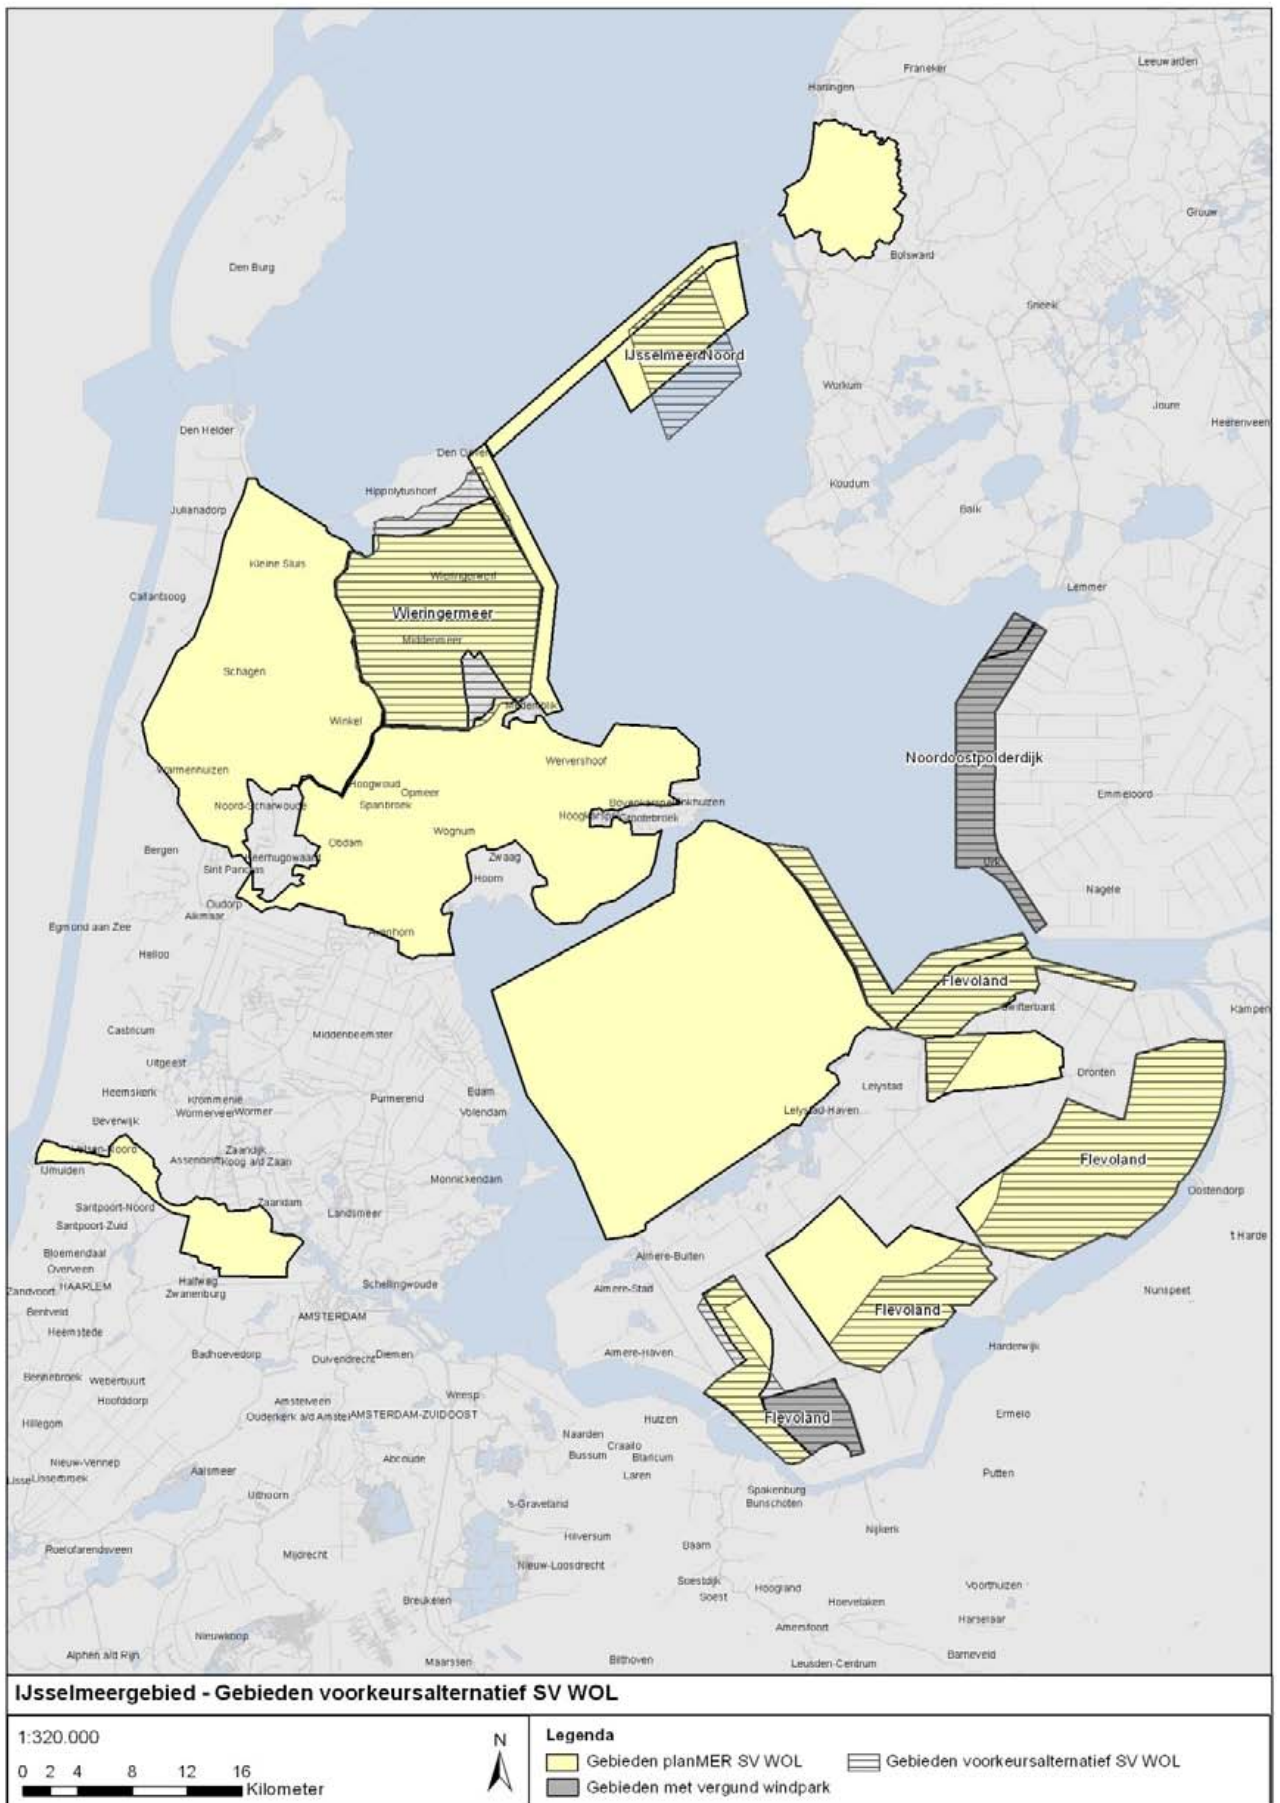 Franeker
Leeuwarden
Harlingen
Grouw
Bolsward
Den Burg
Sneek
IJsselmeer Noord
Workum
Joure
Heerenveen
Den Helder
Den Oever
Koudum
Hippolytushoef
Julianadorp
Balk
Kleine Sluis
Wieringerwerf
Lemmer
Callantsoog
Wieringermeer
Middenmeer
Schagen
Medemblik
Winkel
Noordoostpolderdijk
Wervershoof
Warmenhuizen
Hoogwoud
Opmeer
Emmeloord
Noord-Scharwoude
Spanbroek
Bovenkarspel
Enkhuizen
Hoogkarspel
Grootebroek
Wognum
Obdam
Bergen
Heerhugowaard
Zwaag
Urk
Sint Pancras
Hoorn
Nagele
Oudorp
Alkmaar
Egmond aan Zee
Avenhorn
Heiloo
Flevoland
Swifterbant
Kampen
Castricum
Middenbeemster
Uitgeest
Dronten
Lelystad
Heemskerk
Krommenie
Edam
Purmerend
Wormerveer
Wormer
Volendam
Lelystad-Haven
Beverwijk
Velsen-Noord
Zaandijk
Assendelft
Koog a/d Zaan
Flevoland
IJmuiden
Monnickendam
Oostendorp
Zaandam
Santpoort-Noord
Landsmeer
Santpoort-Zuid
't Harde
Bloemendaal
Almere-Buiten
Overveen
Halfweg
Schellingwoude
Almere-Stad
Nunspeet
Zandvoort
HAARLEM
Zwanenburg
Bentveld
Flevoland
AMSTERDAM
Heemstede
Harderwijk
Badhoevedorp
Duivendrecht
Diemen
Almere-Haven
Bennebroek
Weberbuurt
Hoofddorp
Amstelveen
Weesp
Ouderkerk a/d Amstel
AMSTERDAM-ZUIDOOST
Huizen
Flevoland
Ermelo
Hillegom
Naarden
Craailo
Bussum
Blaricum
Nieuw-Vennep
Abcoude
Laren
Putten
Lisse
Lisserbroek
Aalsmeer
Uithoorn
Spakenburg
Bunschoten
's-Graveland
Hilversum
Nijkerk
Roelofarendsveen
Mijdrecht
Baarn
Nieuw-Loosdrecht
Soestdijk
Hoogland
Voorthuizen
Soest
Breukelen
Hoevelaken
Harselaar
Nieuwkoop
Amersfoort
Alphen a/d Rijn
Maarssen
Bilthoven
Leusden-Centrum
Barneveld
IJsselmeergebied - Gebieden voorkeursalternatief SV WOL
1:320.000
0 2 4 8 12 16
Kilometer
N
Legenda
Gebieden planMER SV WOL
Gebieden voorkeursalternatief SV WOL
Gebieden met vergund windpark